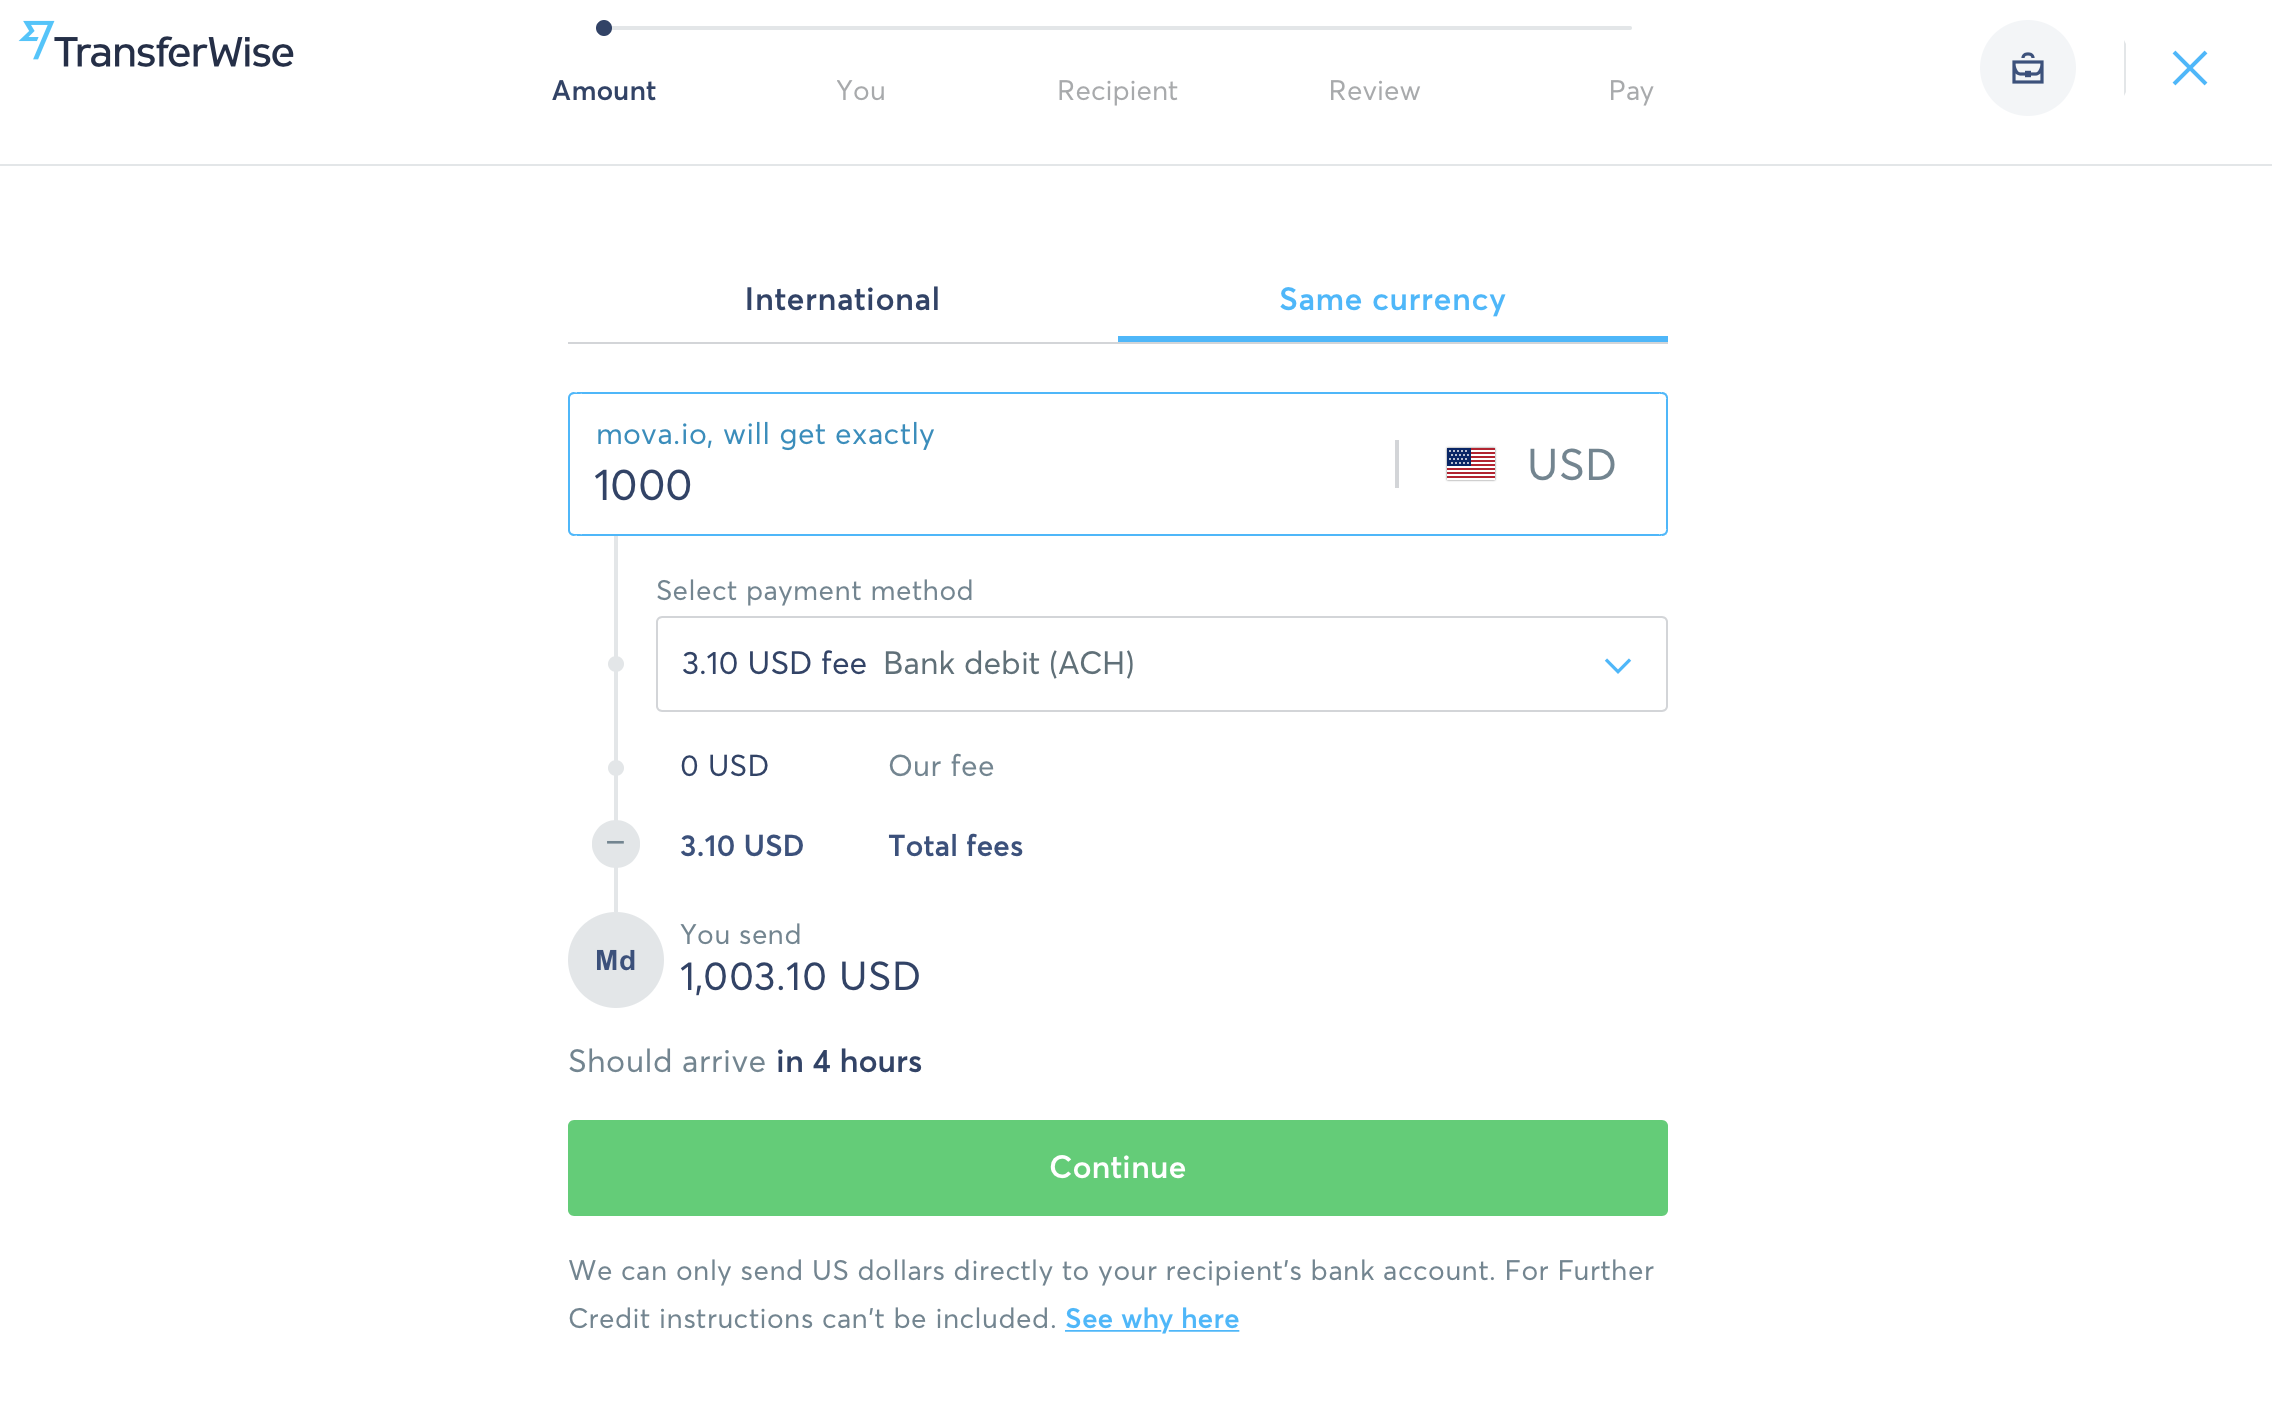 TransferWise
Amount
You
Recipient
Review
Pay
International
Same currency
mova.io, will get exactly
1000
USD
Select payment method
3.10 USD fee Bank debit (ACH)
0 USD Our fee
3.10 USD Total fees
Md
You send
1,003.10 USD
Should arrive in 4 hours
Continue
We can only send US dollars directly to your recipient's bank account. For Further
Credit instructions can't be included. See why here